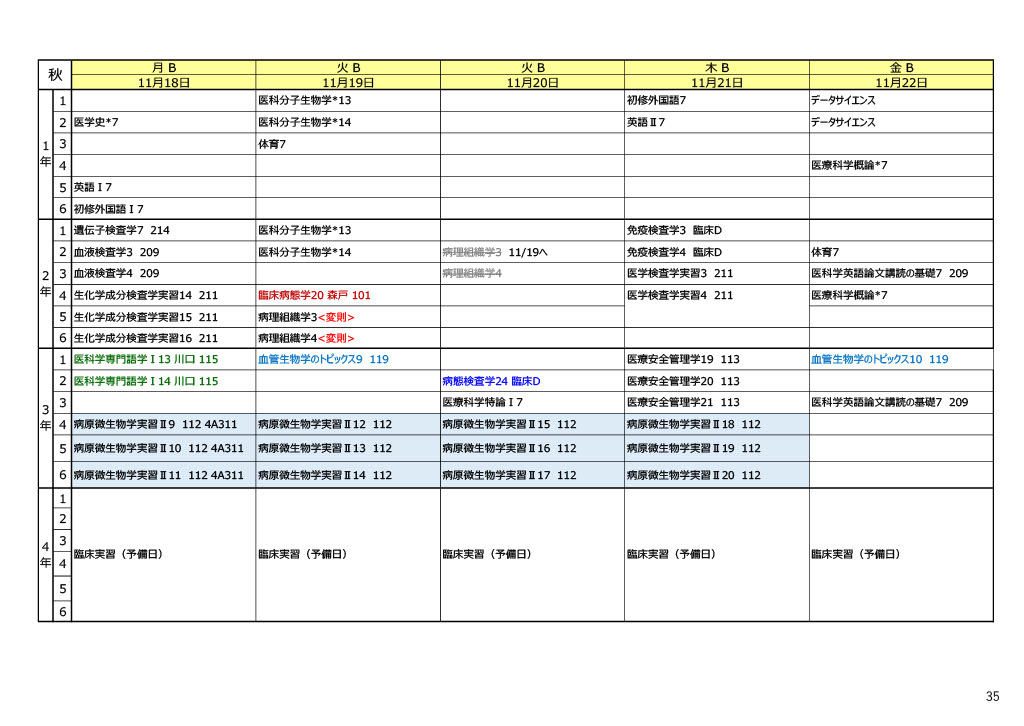 秋 月 B 火 B 火 B 木 B 金 B
11月18日 11月19日 11月20日 11月21日 11月22日
1年
1 医科分子生物学*13 初修外国語7 データサイエンス
2 医学史*7 医科分子生物学*14 英語Ⅱ7 データサイエンス
3 体育7
4 医療科学概論*7
5 英語Ⅰ7
6 初修外国語Ⅰ7
2年
1 遺伝子検査学7 214 医科分子生物学*13 免疫検査学3 臨床D
2 血液検査学3 209 医科分子生物学*14 病理組織学3 11/19へ 免疫検査学4 臨床D 体育7
3 血液検査学4 209 病理組織学4 医学検査学実習3 211 医科学英語論文講読の基礎7 209
4 生化学成分検査学実習14 211 臨床病態学20 森戸 101 医学検査学実習4 211 医療科学概論*7
5 生化学成分検査学実習15 211 病理組織学3<変則>
6 生化学成分検査学実習16 211 病理組織学4<変則>
3年
1 医科学専門語学Ⅰ13 川口 115 血管生物学のトピックス9 119 医療安全管理学19 113 血管生物学のトピックス10 119
2 医科学専門語学Ⅰ14 川口 115 病態検査学24 臨床D 医療安全管理学20 113
3 医療科学特論Ⅰ7 医療安全管理学21 113 医科学英語論文講読の基礎7 209
4 病原微生物学実習Ⅱ9 112 4A311 病原微生物学実習Ⅱ12 112 病原微生物学実習Ⅱ15 112 病原微生物学実習Ⅱ18 112
5 病原微生物学実習Ⅱ10 112 4A311 病原微生物学実習Ⅱ13 112 病原微生物学実習Ⅱ16 112 病原微生物学実習Ⅱ19 112
6 病原微生物学実習Ⅱ11 112 4A311 病原微生物学実習Ⅱ14 112 病原微生物学実習Ⅱ17 112 病原微生物学実習Ⅱ20 112
4年
1
2
3
臨床実習（予備日） 臨床実習（予備日） 臨床実習（予備日） 臨床実習（予備日） 臨床実習（予備日）
4
5
6
35